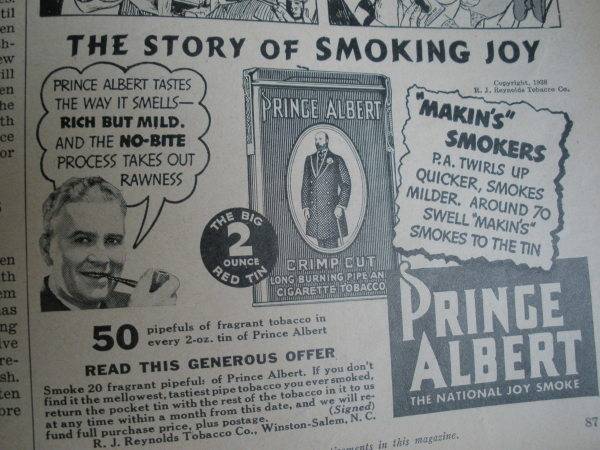 THE STORY OF SMOKING JOY
PRINCE ALBERT TASTES
THE WAY IT SMELLS—
RICH BUT MILD.
AND THE NO-BITE
PROCESS TAKES OUT
RAWNESS
PRINCE ALBERT
CRIMP CUT
LONG BURNING PIPE AN
CIGARETTE TOBACCO
THE BIG
2
OUNCE
RED TIN
Copyright, 1938
R. J. Reynolds Tobacco Co.
"MAKIN'S"
SMOKERS
P.A. TWIRLS UP
QUICKER, SMOKES
MILDER. AROUND 70
SWELL "MAKIN'S"
SMOKES TO THE TIN
50 pipefuls of fragrant tobacco in
every 2-oz. tin of Prince Albert
READ THIS GENEROUS OFFER
Smoke 20 fragrant pipefuls of Prince Albert. If you don't
find it the mellowest, tastiest pipe tobacco you ever smoked,
return the pocket tin with the rest of the tobacco in it to us
at any time within a month from this date, and we will re-
fund full purchase price, plus postage. (Signed)
R. J. Reynolds Tobacco Co., Winston-Salem, N. C.
PRINCE
ALBERT
THE NATIONAL JOY SMOKE
in this magazine.
87